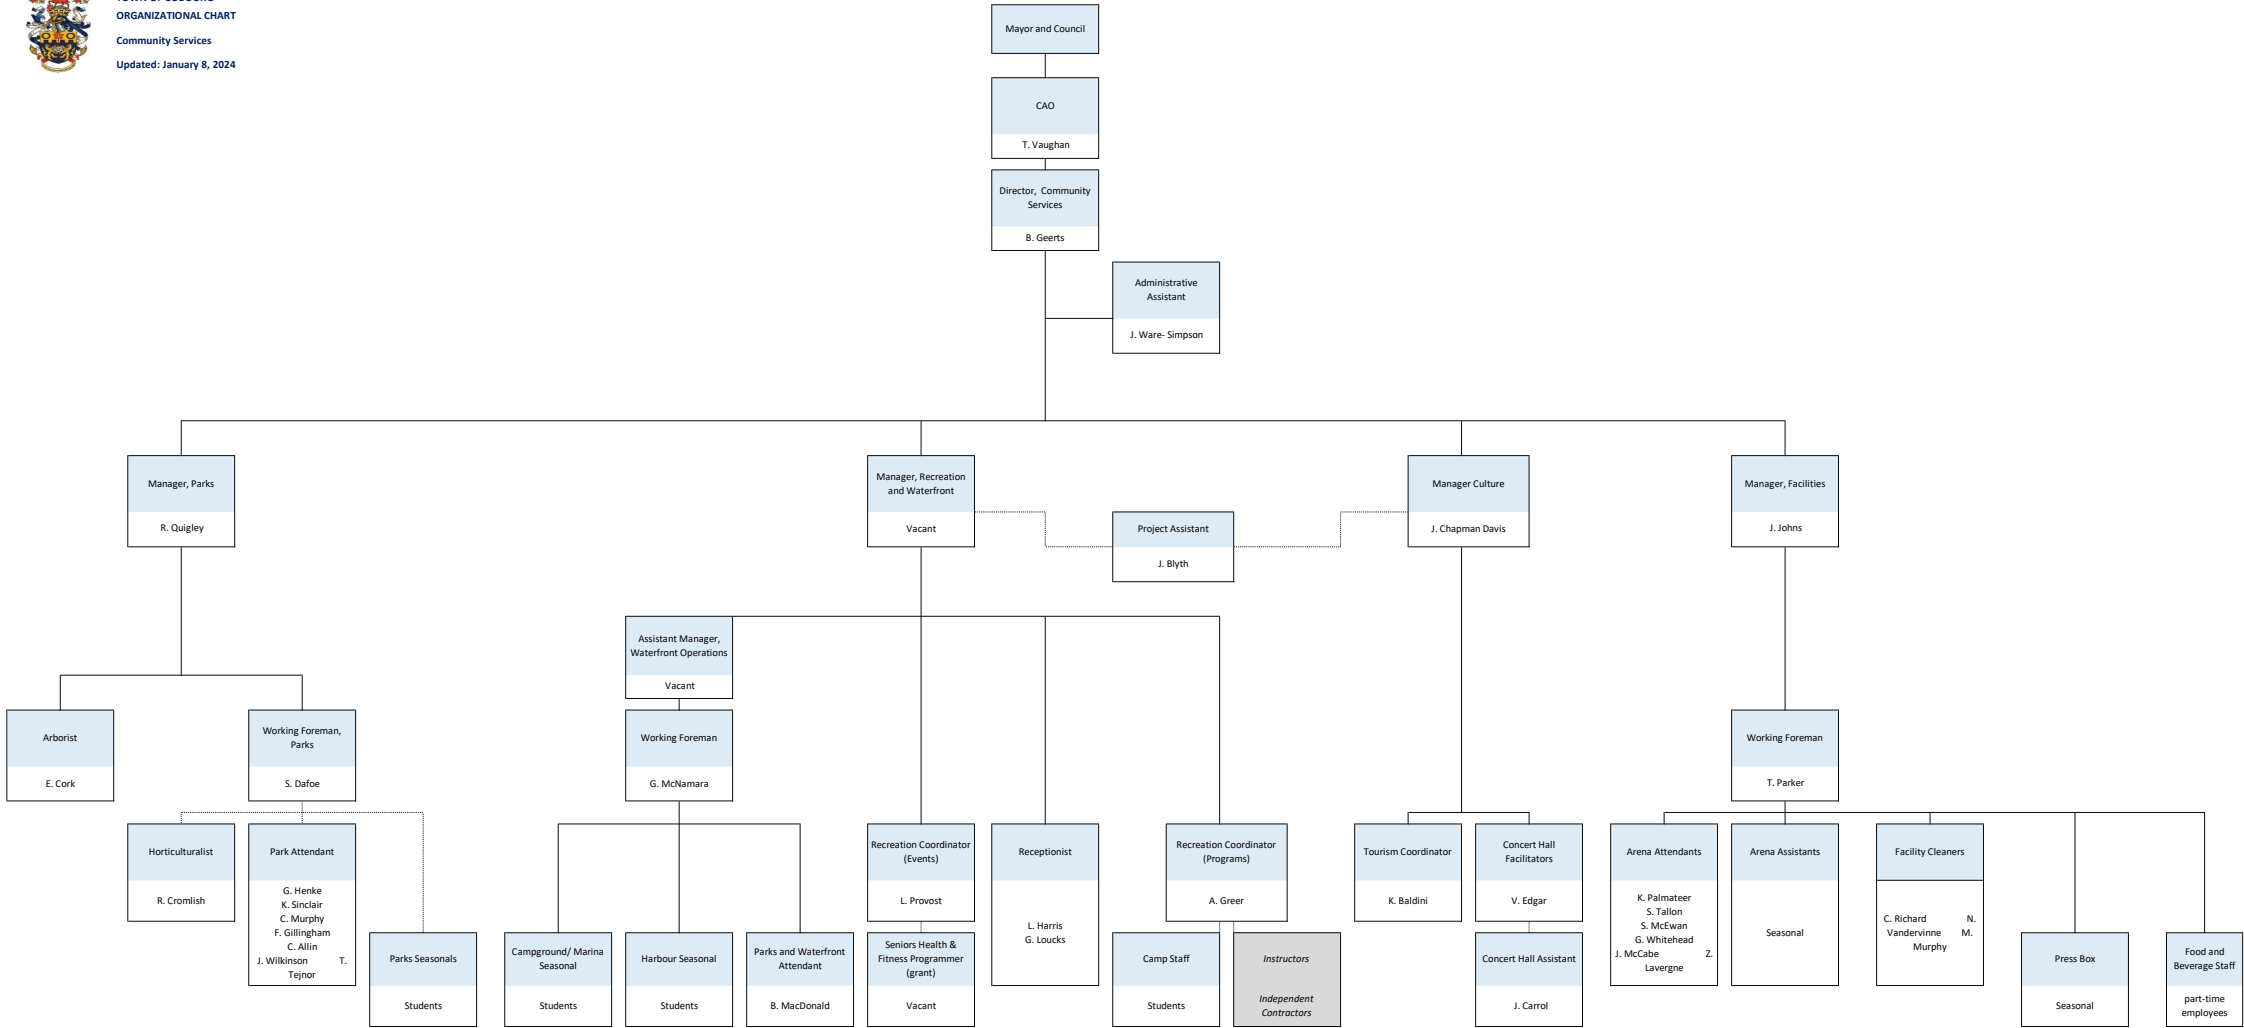 ORGANIZATIONAL CHART
Community Services
Updated: January 8, 2024
Mayor and Council
CAO
T. Vaughan
Director, Community
Services
B. Geerts
Administrative
Assistant
J. Ware- Simpson
Manager, Parks
R. Quigley
Manager, Recreation
and Waterfront
Vacant
Project Assistant
J. Blyth
Manager Culture
J. Chapman Davis
Manager, Facilities
J. Johns
Assistant Manager,
Waterfront Operations
Vacant
Arborist
E. Cork
Working Foreman,
Parks
S. Dafoe
Working Foreman
G. McNamara
Working Foreman
T. Parker
Horticulturalist
R. Cromlish
Park Attendant
G. Henke
K. Sinclair
C. Murphy
F. Gillingham
C. Allin
J. Wilkinson T.
Tejnor
Parks Seasonals
Students
Campground/ Marina
Seasonal
Students
Harbour Seasonal
Students
Parks and Waterfront
Attendant
B. MacDonald
Recreation Coordinator
(Events)
L. Provost
Seniors Health &
Fitness Programmer
(grant)
Vacant
Receptionist
L. Harris
G. Loucks
Recreation Coordinator
(Programs)
A. Greer
Camp Staff
Students
Instructors
Independent
Contractors
Tourism Coordinator
K. Baldini
Concert Hall
Facilitators
V. Edgar
Concert Hall Assistant
J. Carrol
Arena Attendants
K. Palmateer
S. Tallon
S. McEwan
G. Whitehead
J. McCabe Z.
Lavergne
Arena Assistants
Seasonal
Facility Cleaners
C. Richard N.
Vandervinne M.
Murphy
Press Box
Seasonal
Food and
Beverage Staff
part-time
employees